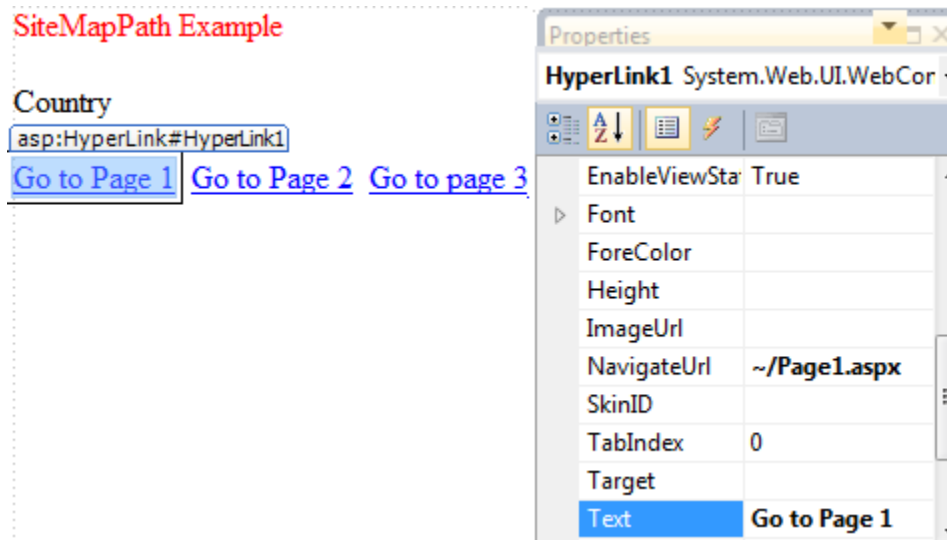 SiteMapPath Example
Country
asp:HyperLink#HyperLink1
Go to Page 1 Go to Page 2 Go to page 3
Properties
HyperLink1 System.Web.UI.WebCor
EnableViewStat True
Font
ForeColor
Height
ImageUrl
NavigateUrl ~/Page1.aspx
SkinID
TabIndex 0
Target
Text Go to Page 1